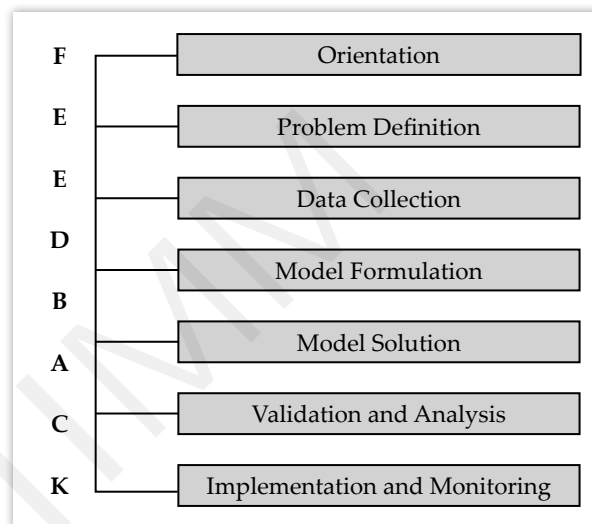 F
E
E
D
B
A
C
K
Orientation
Problem Definition
Data Collection
Model Formulation
Model Solution
Validation and Analysis
Implementation and Monitoring